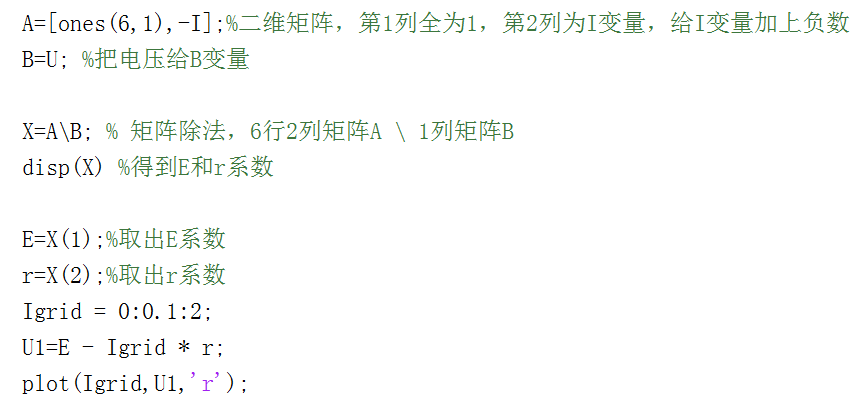 A=[ones(6,1),-I];%二维矩阵，第1列全为1，第2列为I变量，给I变量加上负数
B=U; %把电压给B变量
X=A\B; % 矩阵除法，6行2列矩阵A \ 1列矩阵B
disp(X) %得到E和r系数
E=X(1);%取出E系数
r=X(2);%取出r系数
Igrid = 0:0.1:2;
U1=E - Igrid * r;
plot(Igrid,U1,'r');